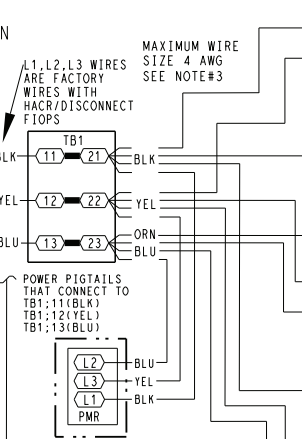 N
MAXIMUM WIRE
SIZE 4 AWG
SEE NOTE#3
L1,L2,L3 WIRES
ARE FACTORY
WIRES WITH
HACR/DISCONNECT
FIOPS
TB1
BLK 11 21 BLK
YEL 12 22 YEL
ORN
BLU 13 23 BLU
POWER PIGTAILS
THAT CONNECT TO
TB1;11(BLK)
TB1;12(YEL)
TB1;13(BLU)
L2 BLU
L3 YEL
L1 BLK
PMR